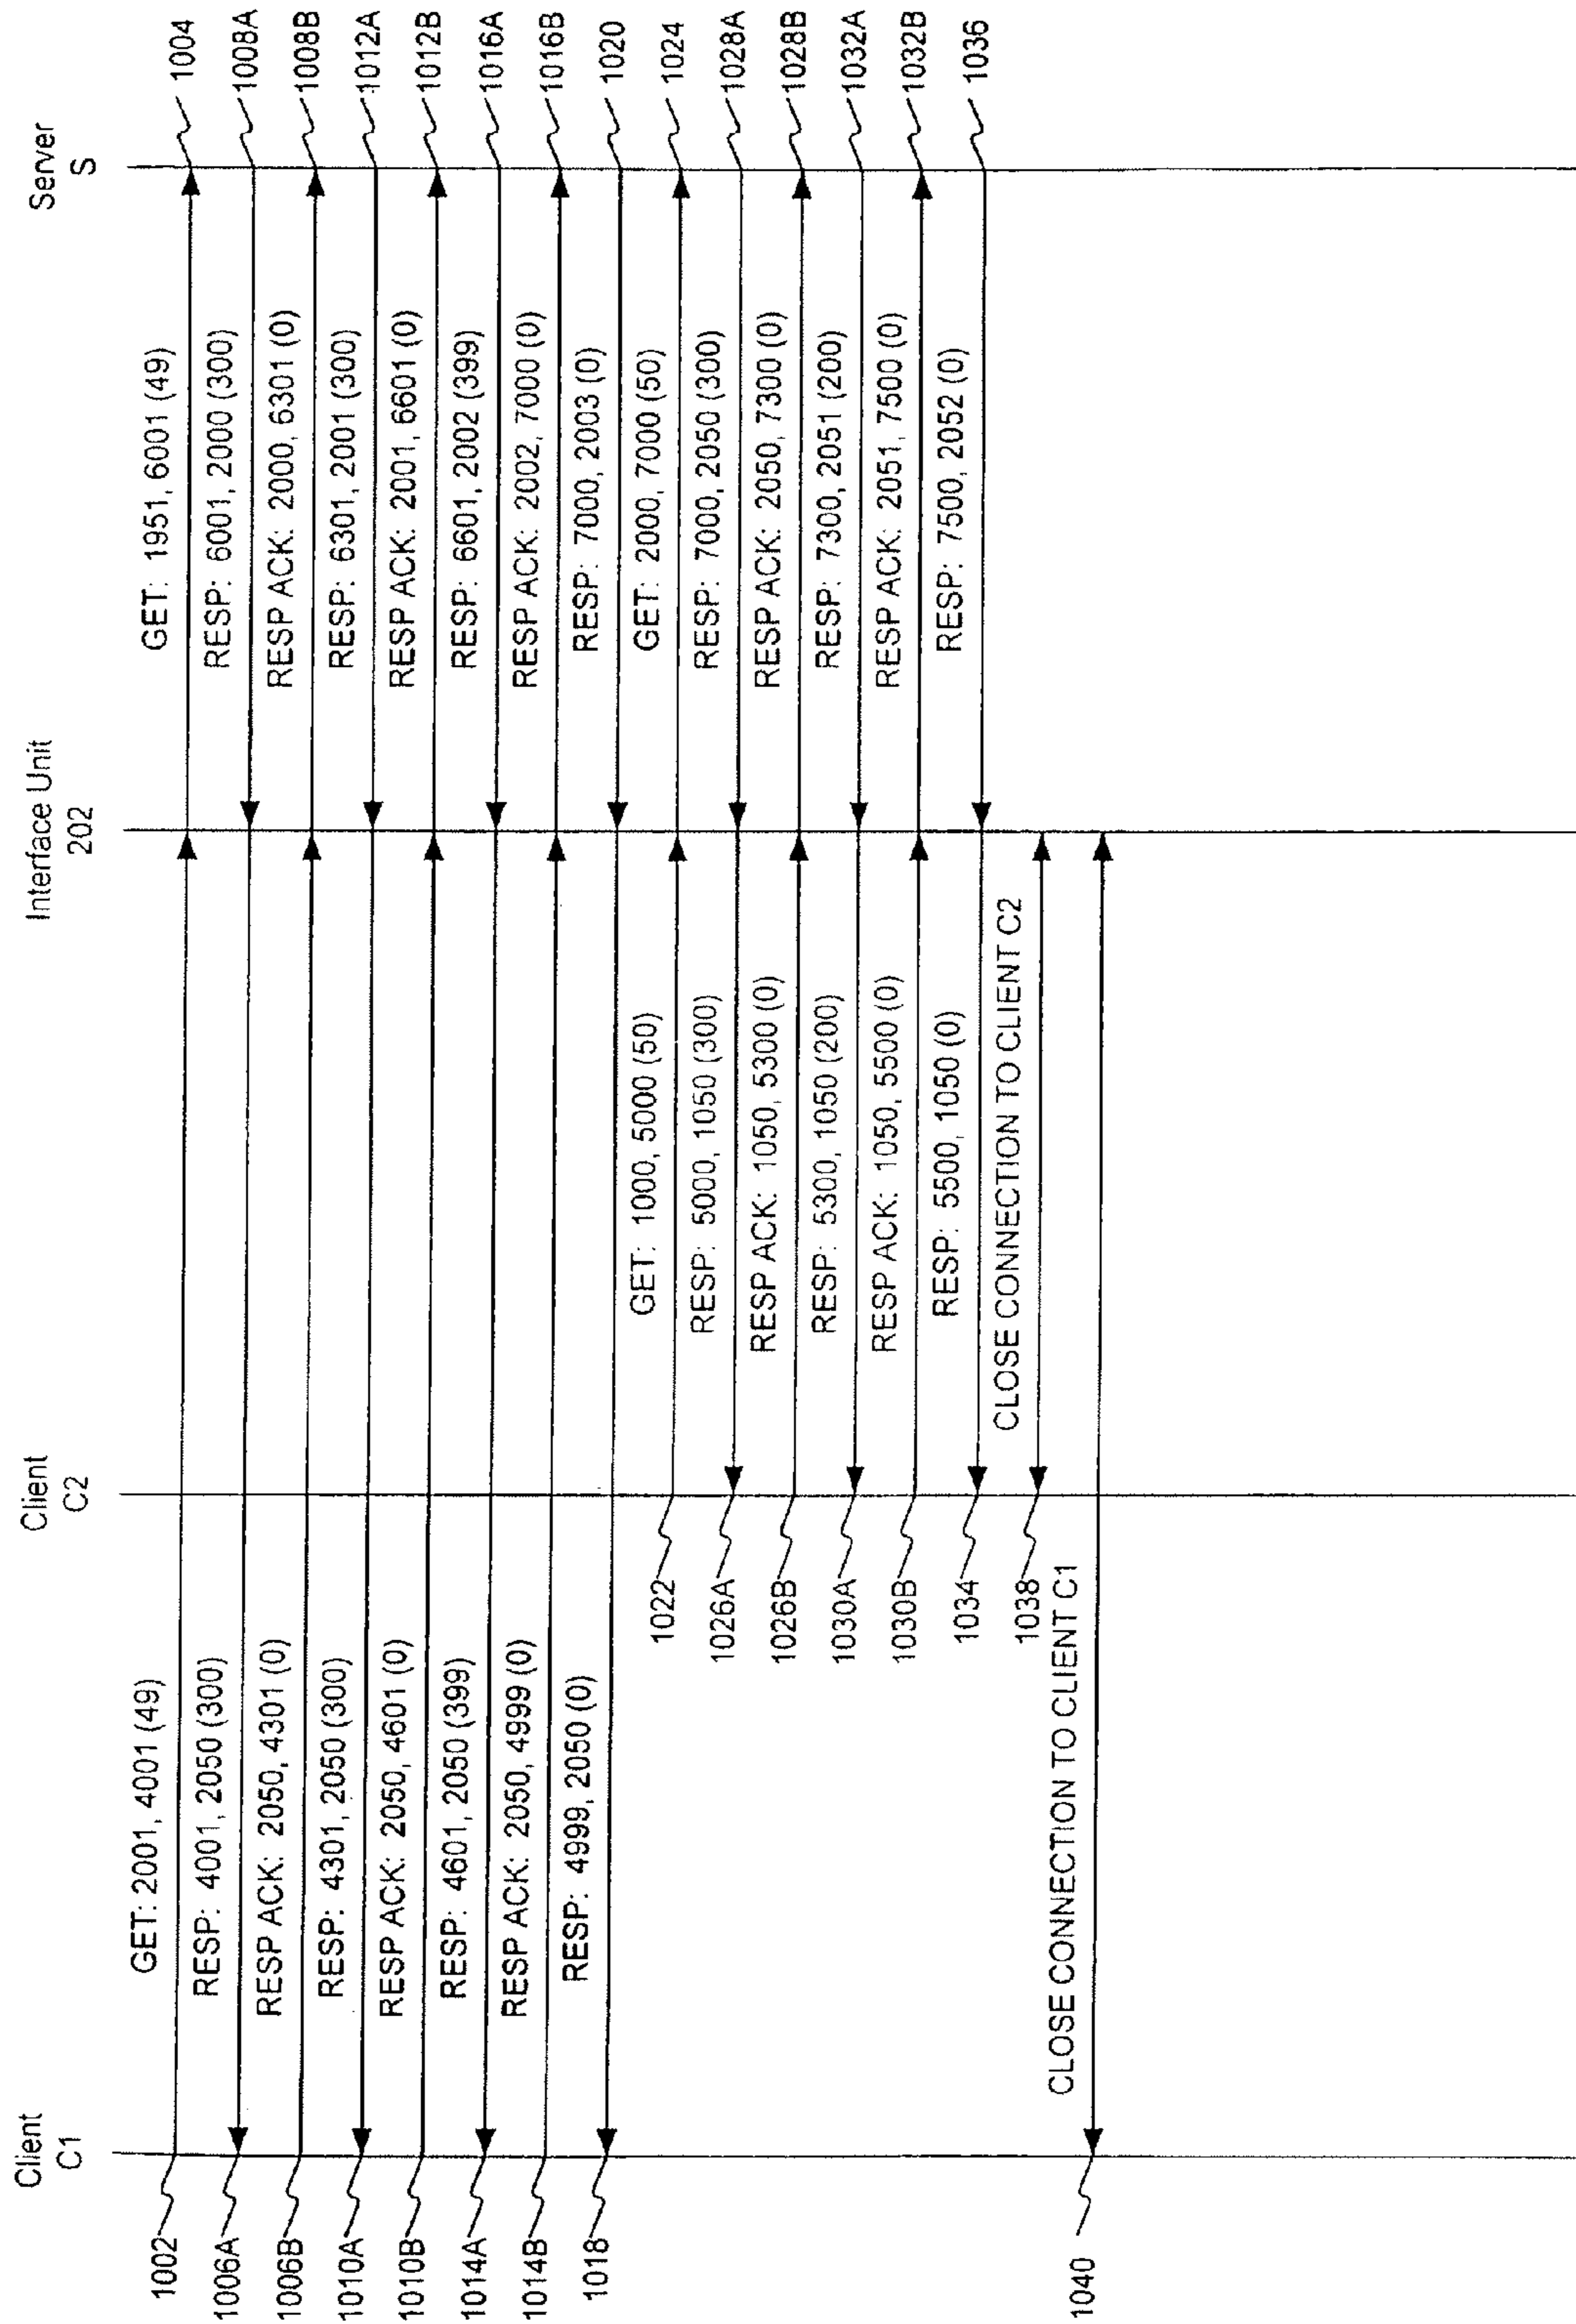 Client
C1
Client
C2
Interface Unit
202
Server
S
1002
GET: 2001, 4001 (49)
GET: 1951, 6001 (49)
1004
1006A
RESP: 4001, 2050 (300)
RESP: 6001, 2000 (300)
1008A
1006B
RESP ACK: 2050, 4301 (0)
RESP ACK: 2000, 6301 (0)
1008B
1010A
RESP: 4301, 2050 (300)
RESP: 6301, 2001 (300)
1012A
1010B
RESP ACK: 2050, 4601 (0)
RESP ACK: 2001, 6601 (0)
1012B
1014A
RESP: 4601, 2050 (399)
RESP: 6601, 2002 (399)
1016A
1014B
RESP ACK: 2050, 4999 (0)
RESP ACK: 2002, 7000 (0)
1016B
1018
RESP: 4999, 2050 (0)
RESP: 7000, 2003 (0)
1020
1022
GET: 1000, 5000 (50)
GET: 2000, 7000 (50)
1024
1026A
RESP: 5000, 1050 (300)
RESP: 7000, 2050 (300)
1028A
1026B
RESP ACK: 1050, 5300 (0)
RESP ACK: 2050, 7300 (0)
1028B
1030A
RESP: 5300, 1050 (200)
RESP: 7300, 2051 (200)
1032A
1030B
RESP ACK: 1050, 5500 (0)
RESP ACK: 2051, 7500 (0)
1032B
1034
RESP: 5500, 1050 (0)
RESP: 7500, 2052 (0)
1036
1038
CLOSE CONNECTION TO CLIENT C2
1040
CLOSE CONNECTION TO CLIENT C1